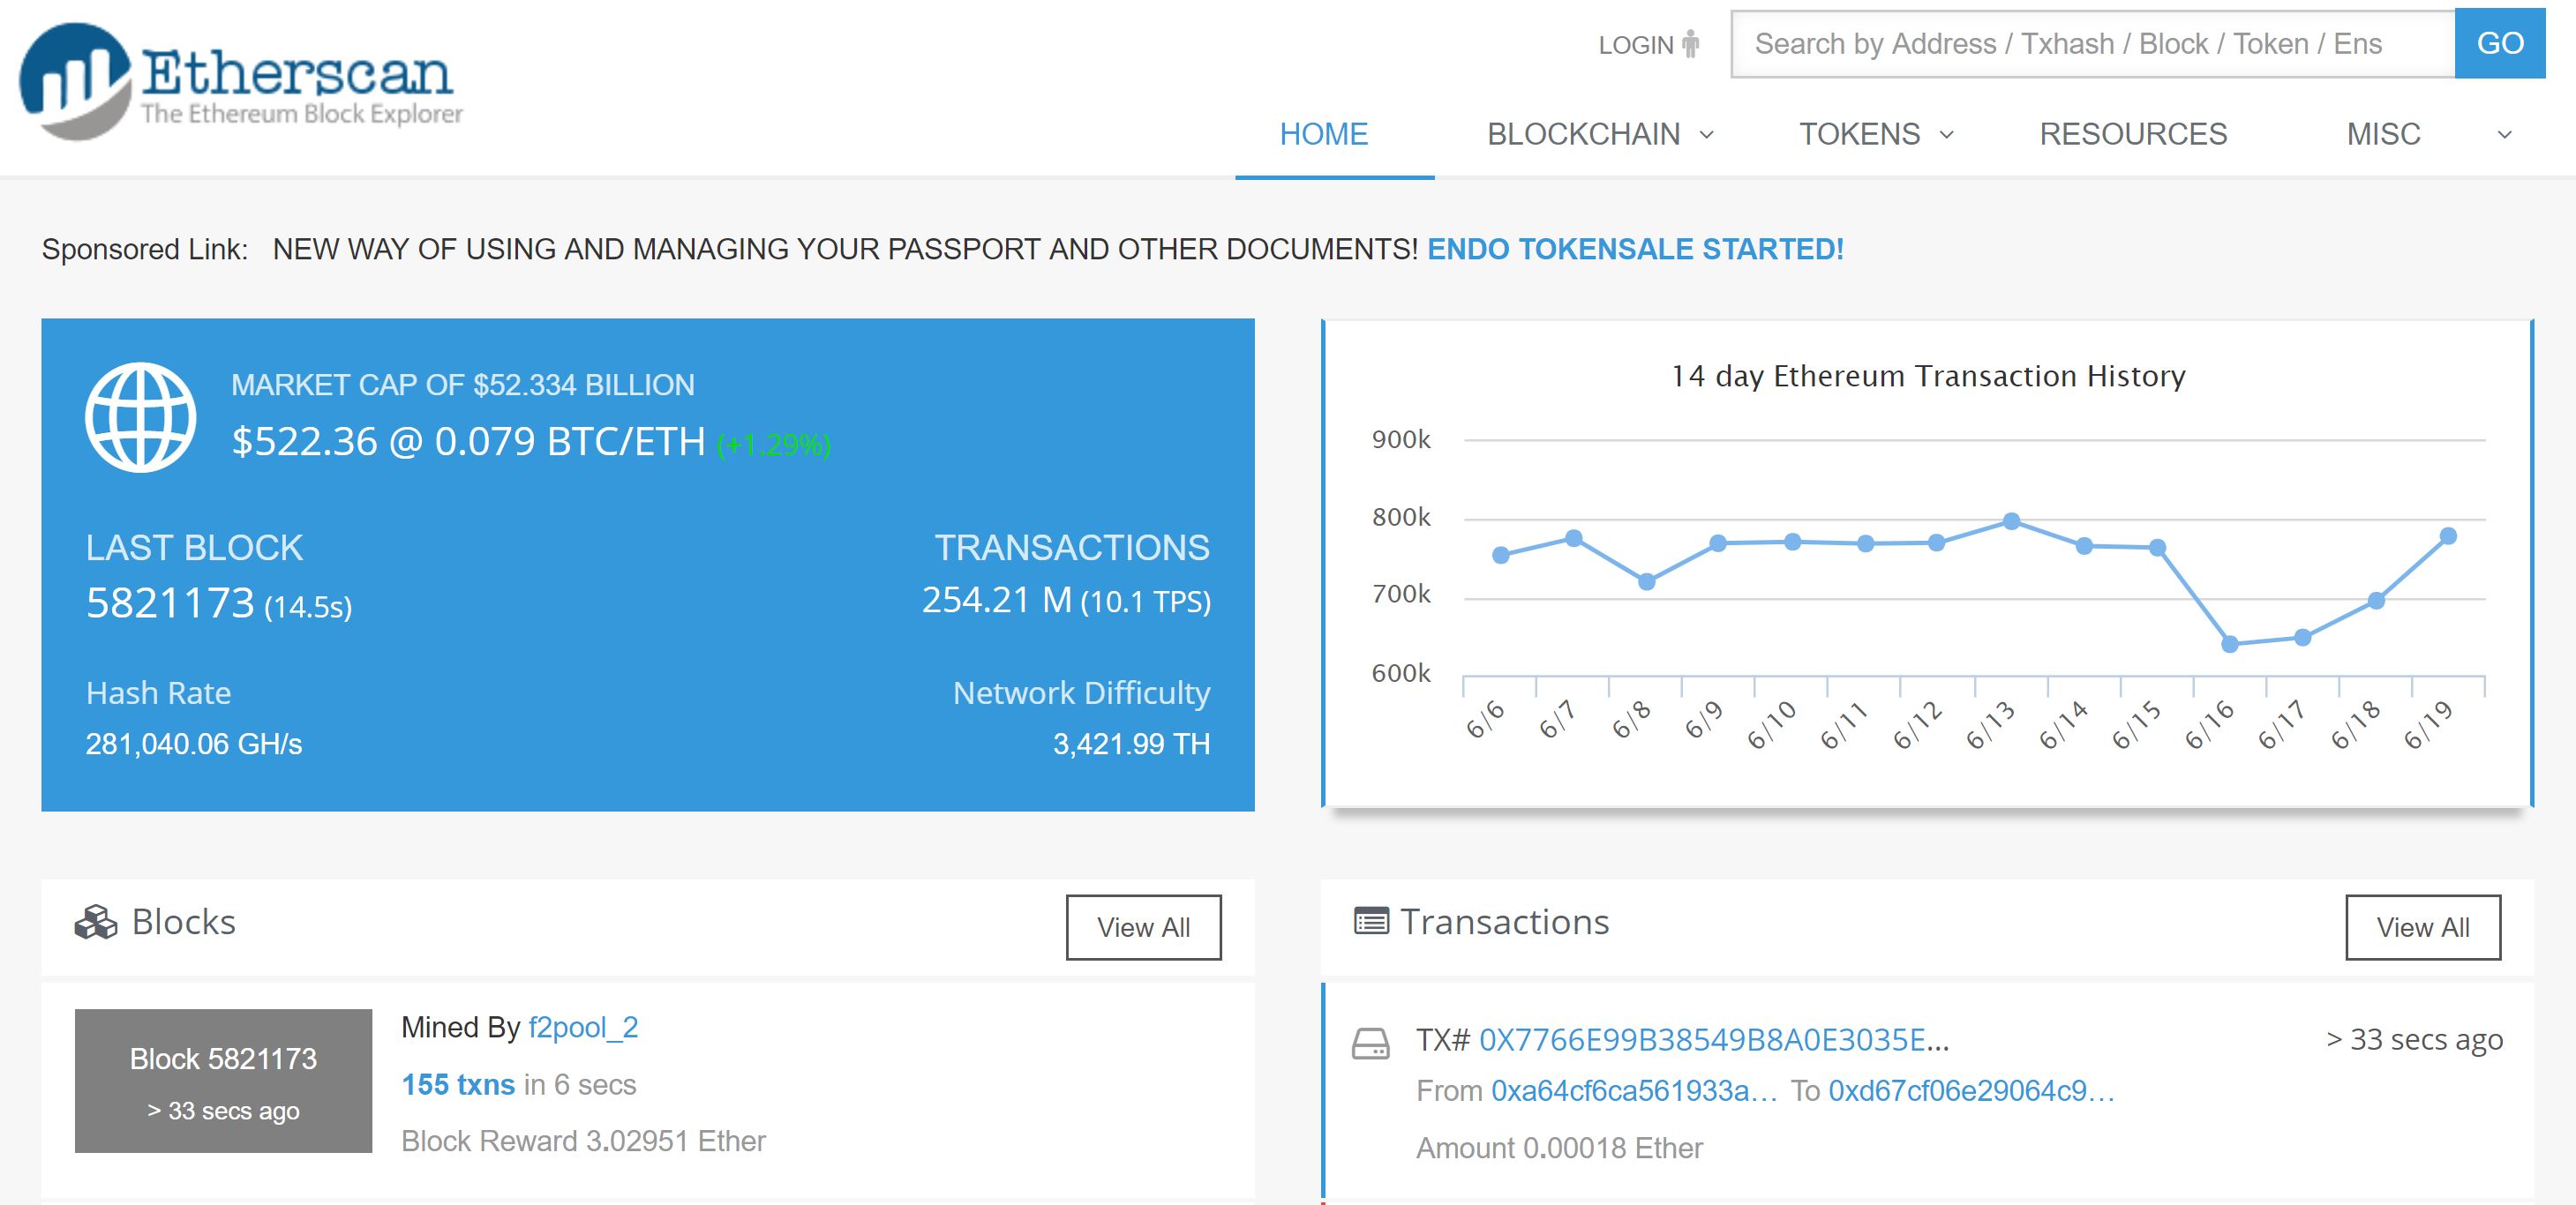 Etherscan
The Ethereum Block Explorer
LOGIN
Search by Address / Txhash / Block / Token / Ens
GO
HOME
BLOCKCHAIN
TOKENS
RESOURCES
MISC
Sponsored Link: NEW WAY OF USING AND MANAGING YOUR PASSPORT AND OTHER DOCUMENTS! ENDO TOKENSALE STARTED!
MARKET CAP OF $52.334 BILLION
$522.36 @ 0.079 BTC/ETH (+1.29%)
LAST BLOCK
5821173 (14.5s)
TRANSACTIONS
254.21 M (10.1 TPS)
Hash Rate
281,040.06 GH/s
Network Difficulty
3,421.99 TH
14 day Ethereum Transaction History
900k
800k
700k
600k
6/6
6/7
6/8
6/9
6/10
6/11
6/12
6/13
6/14
6/15
6/16
6/17
6/18
6/19
Blocks
View All
Block 5821173
> 33 secs ago
Mined By f2pool_2
155 txns in 6 secs
Block Reward 3.02951 Ether
Transactions
View All
TX# 0X7766E99B38549B8A0E3035E...
> 33 secs ago
From 0xa64cf6ca561933a... To 0xd67cf06e29064c9...
Amount 0.00018 Ether